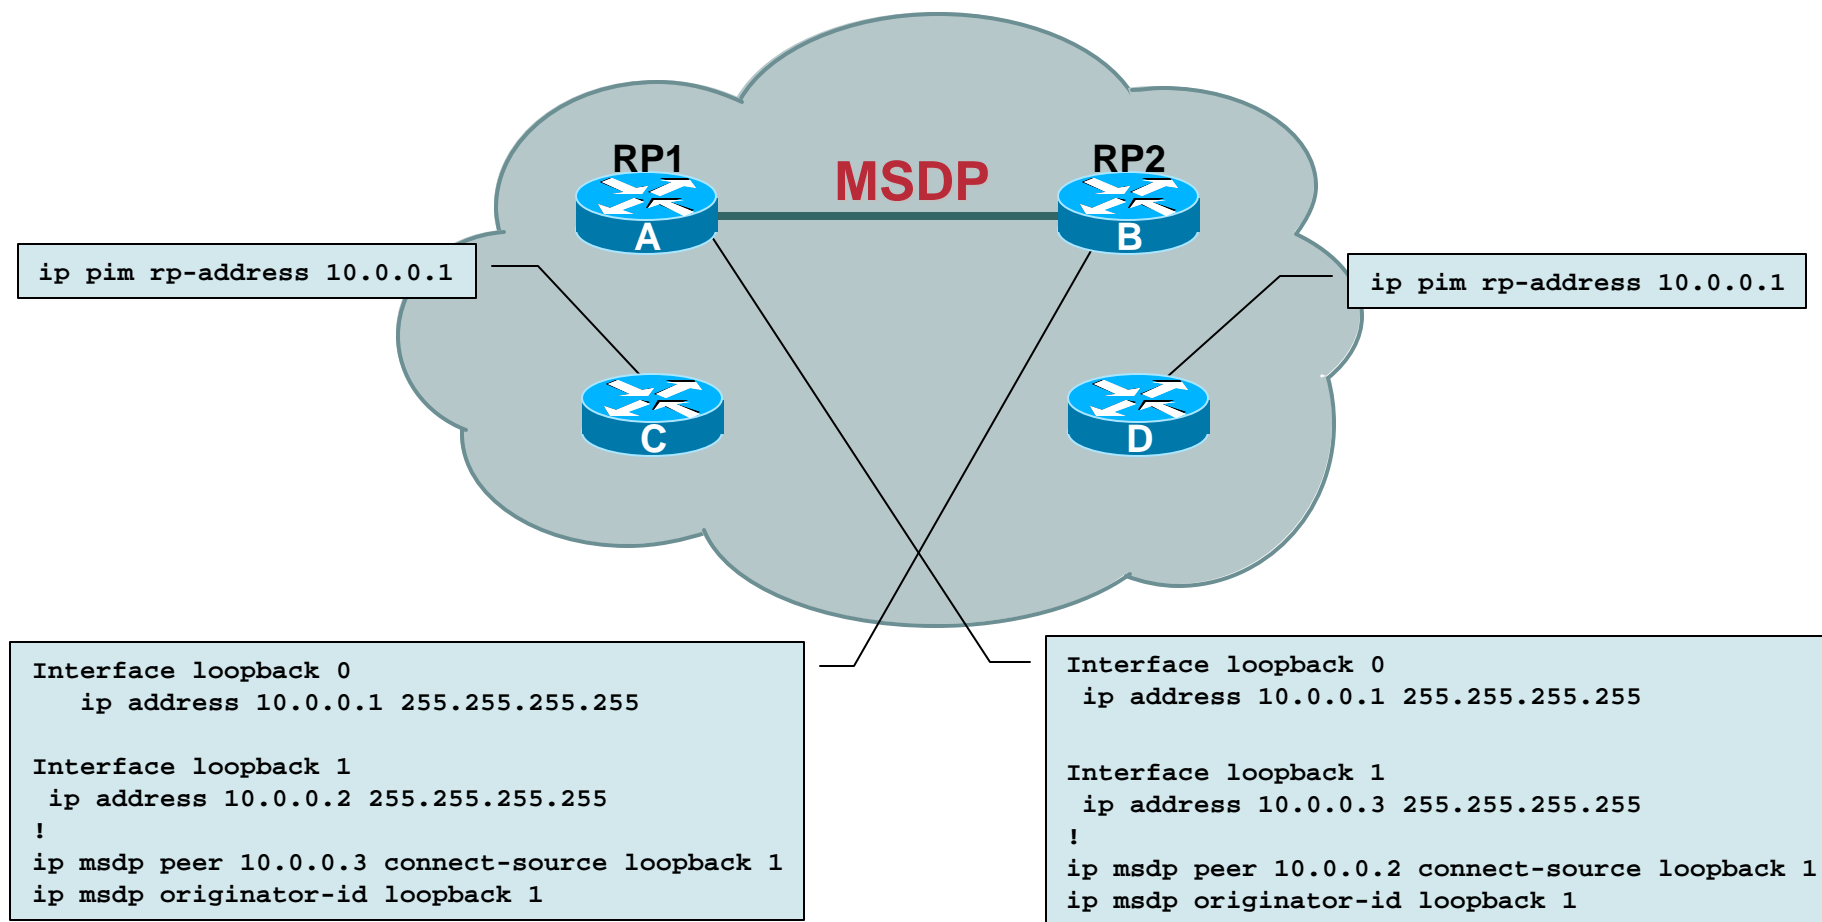 RP1
MSDP
RP2
A
B
ip pim rp-address 10.0.0.1
ip pim rp-address 10.0.0.1
C
D
Interface loopback 0
ip address 10.0.0.1 255.255.255.255
Interface loopback 1
ip address 10.0.0.2 255.255.255.255
!
ip msdp peer 10.0.0.3 connect-source loopback 1
ip msdp originator-id loopback 1
Interface loopback 0
ip address 10.0.0.1 255.255.255.255
Interface loopback 1
ip address 10.0.0.3 255.255.255.255
!
ip msdp peer 10.0.0.2 connect-source loopback 1
ip msdp originator-id loopback 1